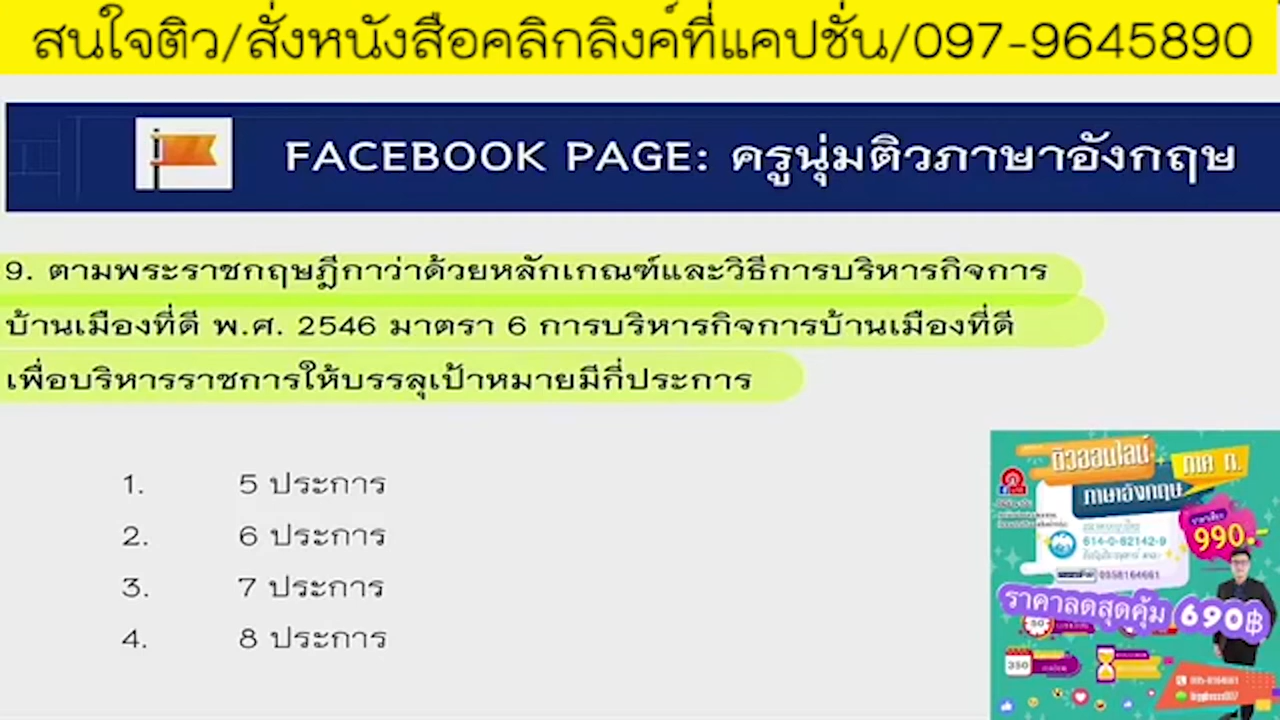 สนใจติว/สั่งหนังสือคลิกลิงค์ที่แคปชั่น/097-9645890
FACEBOOK PAGE: ครูนุ่มติวภาษาอังกฤษ
9. ตามพระราชกฤษฎีกาว่าด้วยหลักเกณฑ์และวิธีการบริหารกิจการ
บ้านเมืองที่ดี พ.ศ. 2546 มาตรา 6 การบริหารกิจการบ้านเมืองที่ดี
เพื่อบริหารราชการให้บรรลุเป้าหมายมีกี่ประการ
1. 5 ประการ
2. 6 ประการ
3. 7 ประการ
4. 8 ประการ
ติวออนไลน์
ภาค ก.
ภาษาอังกฤษ
614-0-82142-9
990.-
0958164661
ราคาลดสุดคุ้ม 690฿
50
350